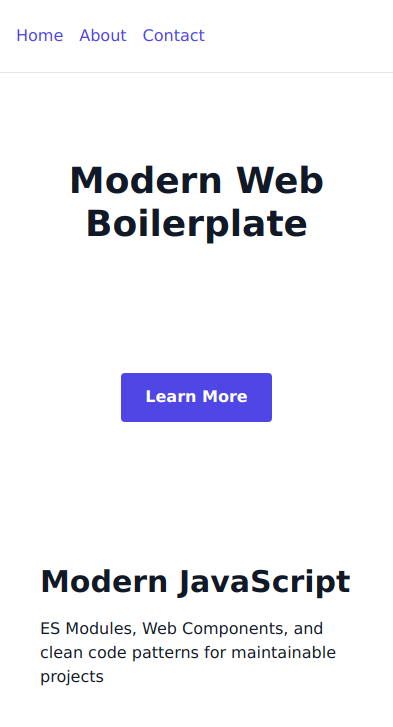 Home About Contact
Modern Web
Boilerplate
Learn More
Modern JavaScript
ES Modules, Web Components, and
clean code patterns for maintainable
projects